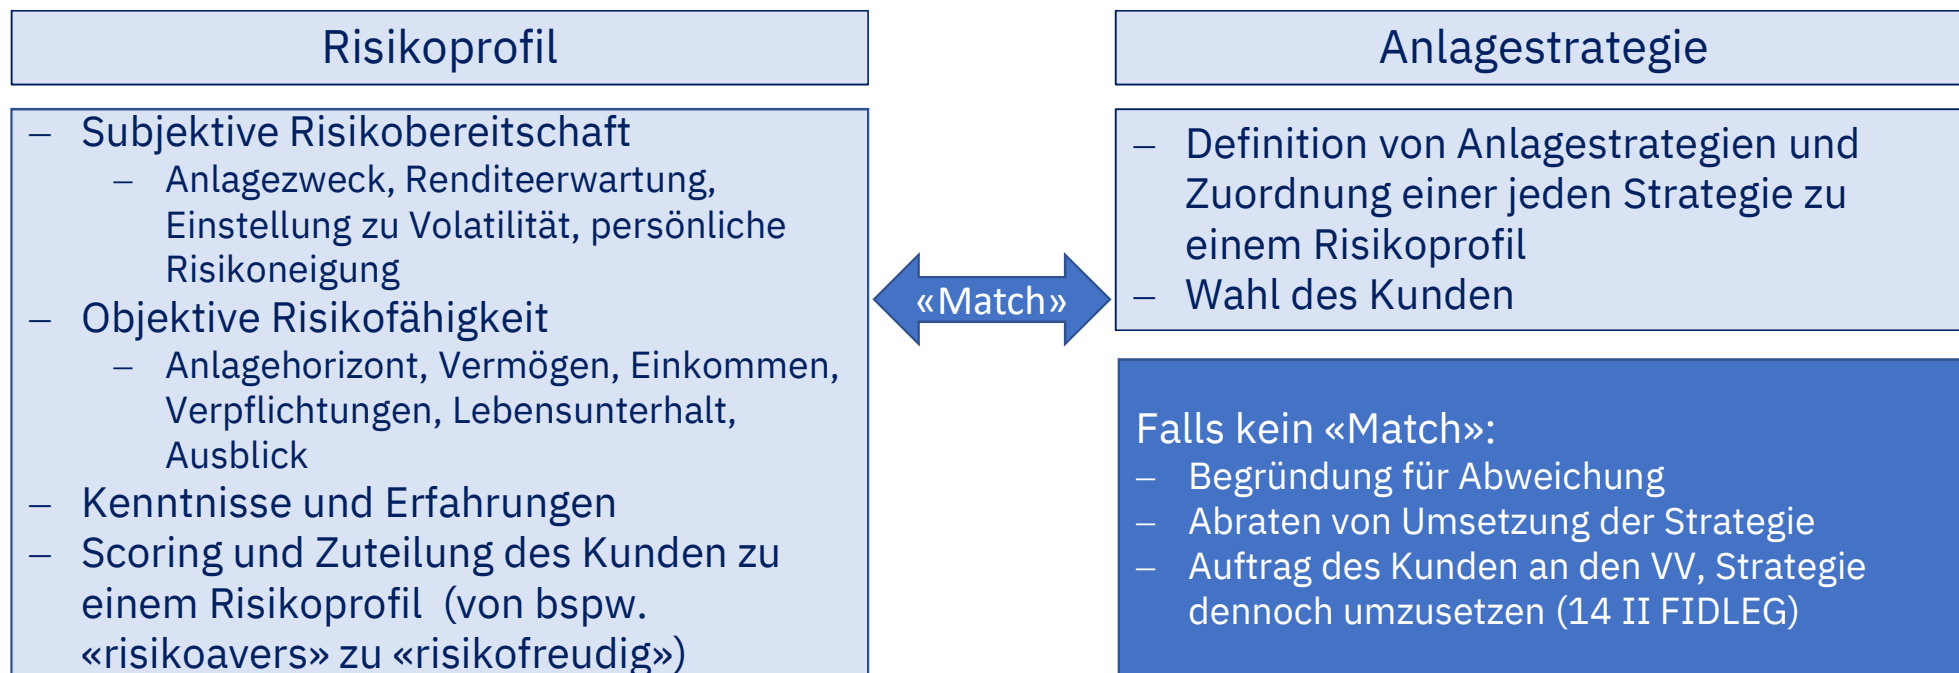 Risikoprofil
– Subjektive Risikobereitschaft
– Anlagezweck, Renditeerwartung,
Einstellung zu Volatilität, persönliche
Risikoneigung
– Objektive Risikofähigkeit
– Anlagehorizont, Vermögen, Einkommen,
Verpflichtungen, Lebensunterhalt,
Ausblick
– Kenntnisse und Erfahrungen
– Scoring und Zuteilung des Kunden zu
einem Risikoprofil (von bspw.
«risikoavers» zu «risikofreudig»)
«Match»
Anlagestrategie
– Definition von Anlagestrategien und
Zuordnung einer jeden Strategie zu
einem Risikoprofil
– Wahl des Kunden
Falls kein «Match»:
– Begründung für Abweichung
– Abraten von Umsetzung der Strategie
– Auftrag des Kunden an den VV, Strategie
dennoch umzusetzen (14 II FIDLEG)